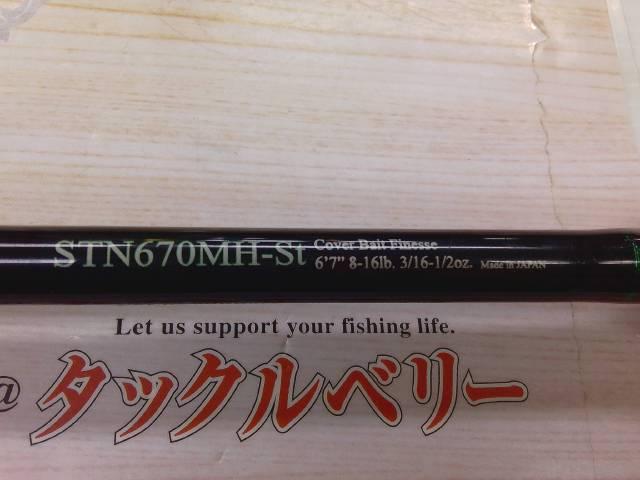 STN670MH-St Cover Bait Finesse
6'7" 8-16lb. 3/16-1/2oz. Made in JAPAN
Let us support your fishing life.
@ タックルベリー